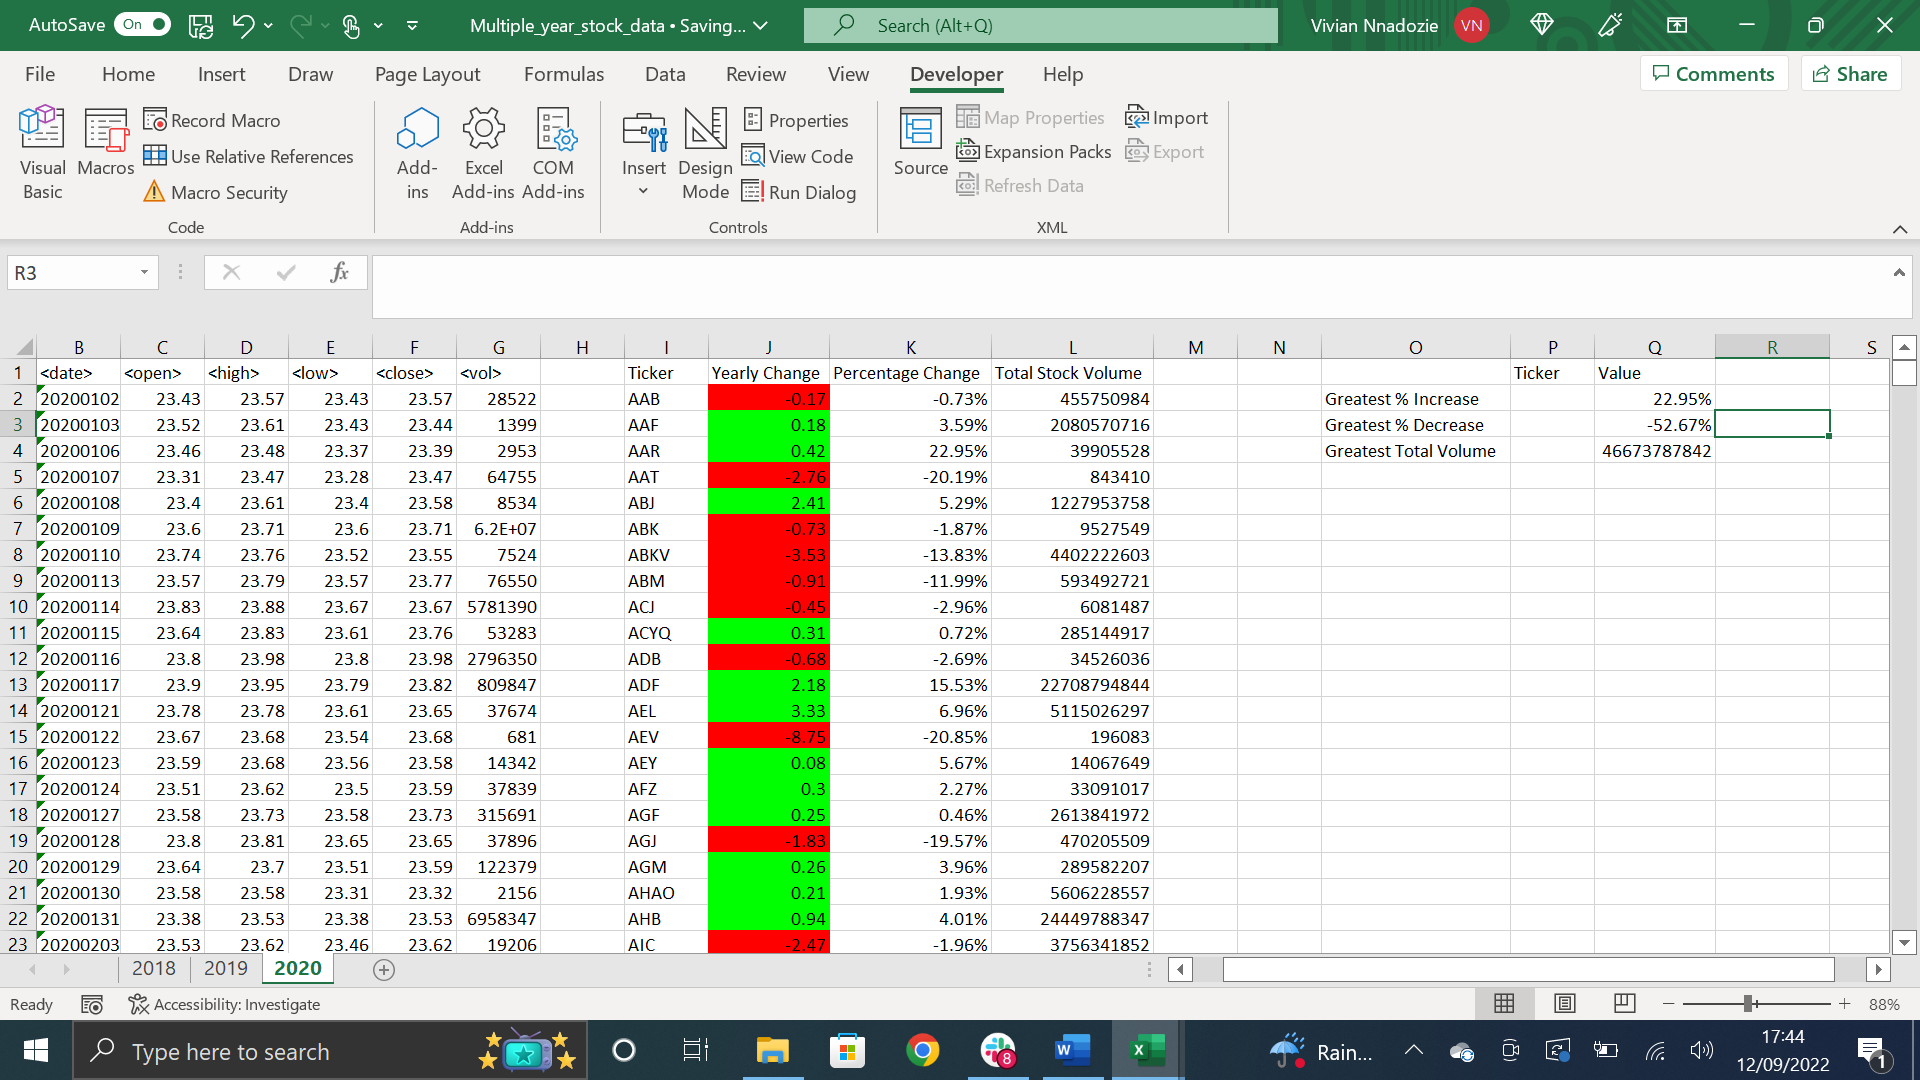 AutoSave On Multiple_year_stock_data • Saving... Search (Alt+Q) Vivian Nnadozie VN
File Home Insert Draw Page Layout Formulas Data Review View Developer Help Comments Share
Visual Basic Macros Record Macro Use Relative References Macro Security
Add-ins Excel Add-ins COM Add-ins
Insert Design Mode Properties View Code Run Dialog
Source Map Properties Expansion Packs Refresh Data Import Export
Code Add-ins Controls XML
R3 fx
B C D E F G H I J K L M N O P Q R S
1 <date> <open> <high> <low> <close> <vol> Ticker Yearly Change Percentage Change Total Stock Volume Ticker Value
2 20200102 23.43 23.57 23.43 23.57 28522 AAB -0.17 -0.73% 455750984 Greatest % Increase 22.95%
3 20200103 23.52 23.61 23.43 23.44 1399 AAF 0.18 3.59% 2080570716 Greatest % Decrease -52.67%
4 20200106 23.46 23.48 23.37 23.39 2953 AAR 0.42 22.95% 39905528 Greatest Total Volume 46673787842
5 20200107 23.31 23.47 23.28 23.47 64755 AAT -2.76 -20.19% 843410
6 20200108 23.4 23.61 23.4 23.58 8534 ABJ 2.41 5.29% 1227953758
7 20200109 23.6 23.71 23.6 23.71 6.2E+07 ABK -0.73 -1.87% 9527549
8 20200110 23.74 23.76 23.52 23.55 7524 ABKV -3.53 -13.83% 4402222603
9 20200113 23.57 23.79 23.57 23.77 76550 ABM -0.91 -11.99% 593492721
10 20200114 23.83 23.88 23.67 23.67 5781390 ACJ -0.45 -2.96% 6081487
11 20200115 23.64 23.83 23.61 23.76 53283 ACYQ 0.31 0.72% 285144917
12 20200116 23.8 23.98 23.8 23.98 2796350 ADB -0.68 -2.69% 34526036
13 20200117 23.9 23.95 23.79 23.82 809847 ADF 2.18 15.53% 22708794844
14 20200121 23.78 23.78 23.61 23.65 37674 AEL 3.33 6.96% 5115026297
15 20200122 23.67 23.68 23.54 23.68 681 AEV -8.75 -20.85% 196083
16 20200123 23.59 23.68 23.56 23.58 14342 AEY 0.08 5.67% 14067649
17 20200124 23.51 23.62 23.5 23.59 37839 AFZ 0.3 2.27% 33091017
18 20200127 23.58 23.73 23.58 23.73 315691 AGF 0.25 0.46% 2613841972
19 20200128 23.8 23.81 23.65 23.65 37896 AGJ -1.83 -19.57% 470205509
20 20200129 23.64 23.7 23.51 23.59 122379 AGM 0.26 3.96% 289582207
21 20200130 23.58 23.58 23.31 23.32 2156 AHAO 0.21 1.93% 5606228557
22 20200131 23.38 23.53 23.38 23.53 6958347 AHB 0.94 4.01% 24449788347
23 20200203 23.53 23.62 23.46 23.62 19206 AIC -2.47 -1.96% 3756341852
2018 2019 2020
Ready Accessibility: Investigate 88%
Type here to search 8 Rain... 17:44
12/09/2022 1